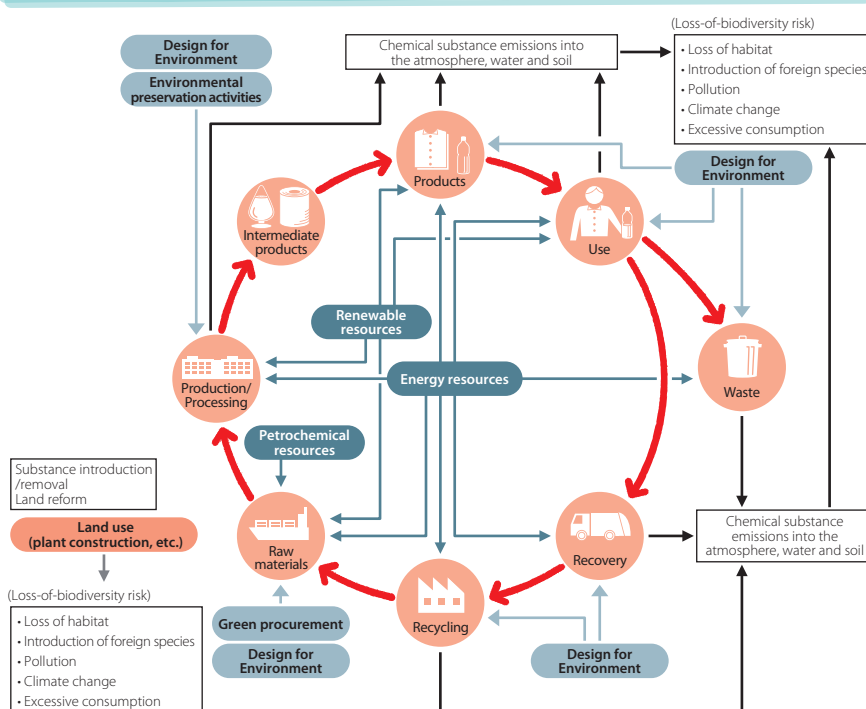 (Loss-of-biodiversity risk)
Design for
Environment
Chemical substance emissions into
the atmosphere, water and soil
• Loss of habitat
• Introduction of foreign species
• Pollution
• Climate change
• Excessive consumption
Environmental
preservation activities
Products
Design for
Environment
Intermediate
products
Use
Renewable
resources
Production/
Processing
Energy resources
Waste
Petrochemical
resources
Substance introduction
/removal
Land reform
Land use
(plant construction, etc.)
Raw
materials
Recovery
Chemical substance
emissions into the
atmosphere, water and soil
(Loss-of-biodiversity risk)
• Loss of habitat
• Introduction of foreign species
• Pollution
• Climate change
• Excessive consumption
Green procurement
Design for
Environment
Recycling
Design for
Environment